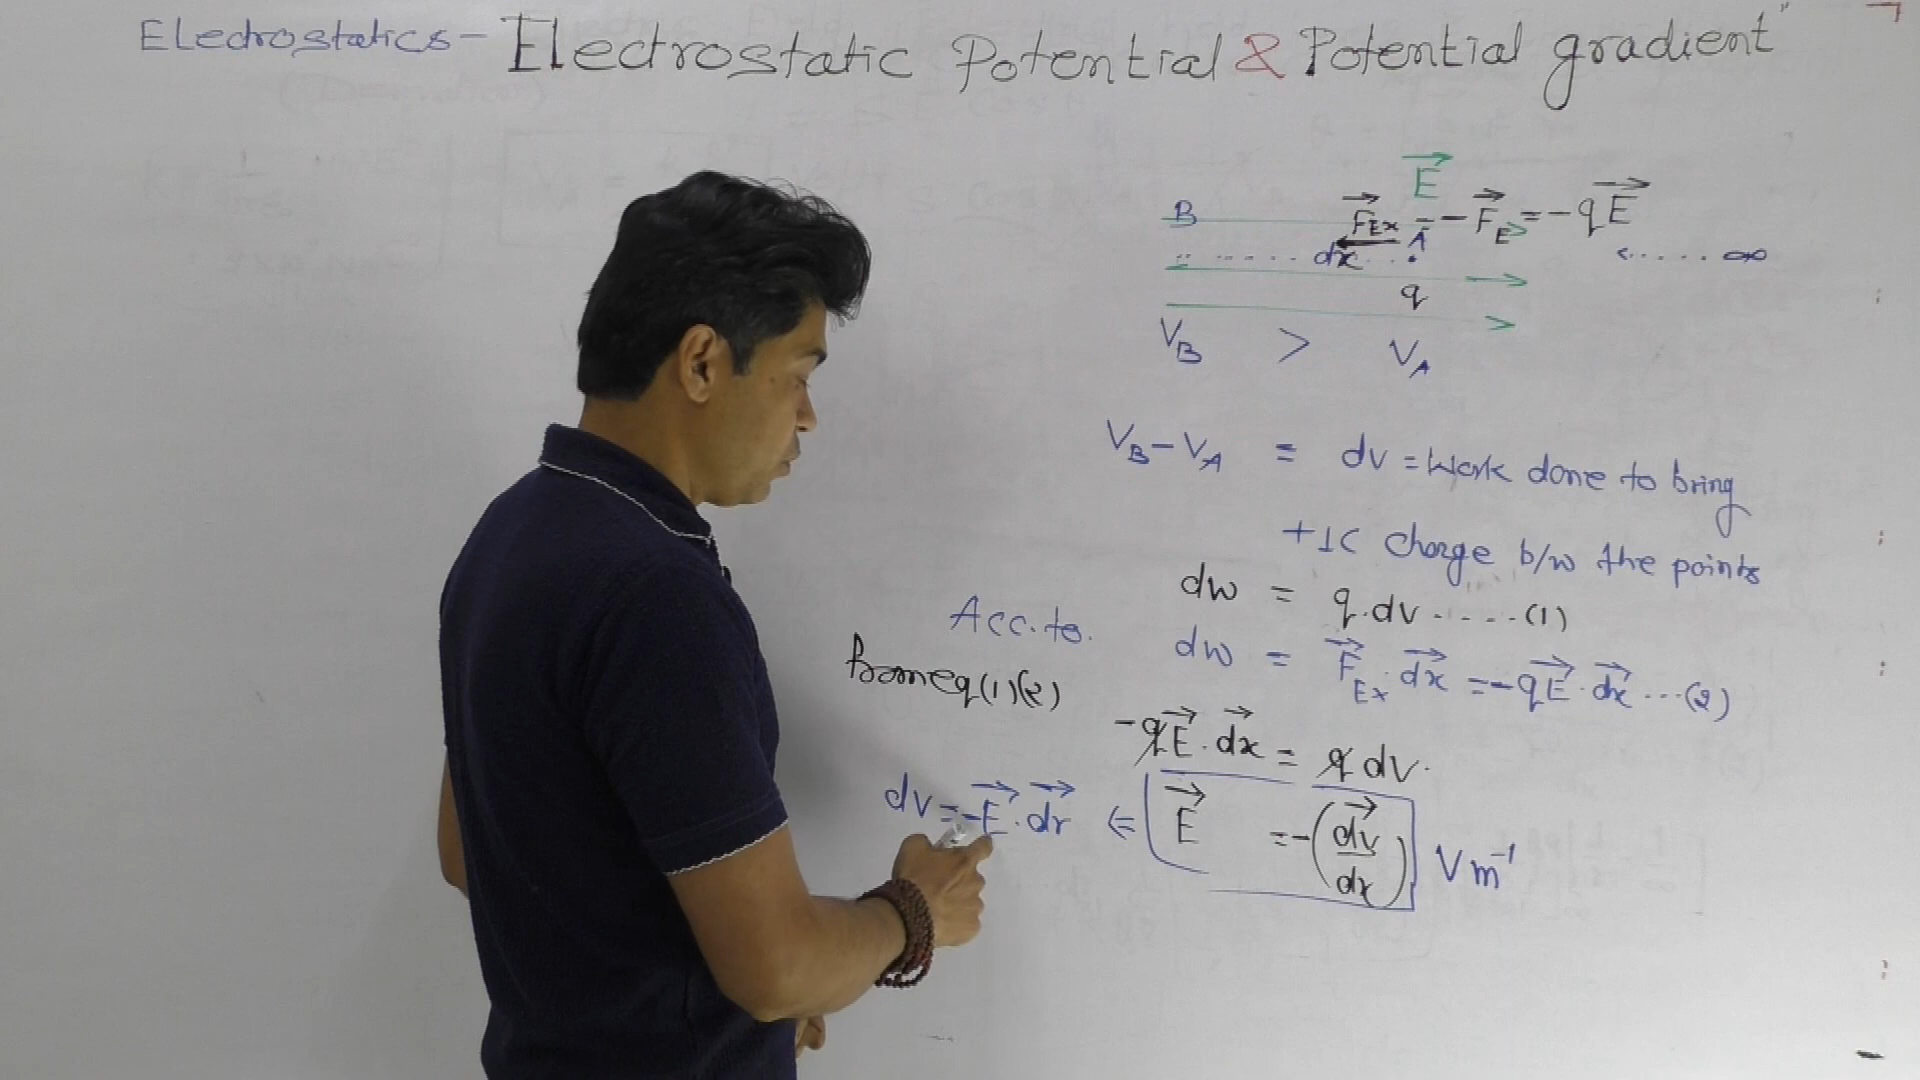 Electrostatics - Electrostatic Potential & Potential gradient"
E⃗
B F⃗Ex = -F⃗E = -qE⃗
dx A <..... ∞
q
VB > VA
VB - VA = dv = Work done to bring
+1C charge b/w the points
dw = q.dv ..... (1)
Acc. to. dw = F⃗Ex . dx⃗ = -qE⃗ . dx⃗ ... (2)
From eq (1) (2)
-qE⃗ . dx⃗ = q dv.
dv = -E⃗ . dr⃗ ⇐ E⃗ = -(dv⃗/dx) Vm⁻¹